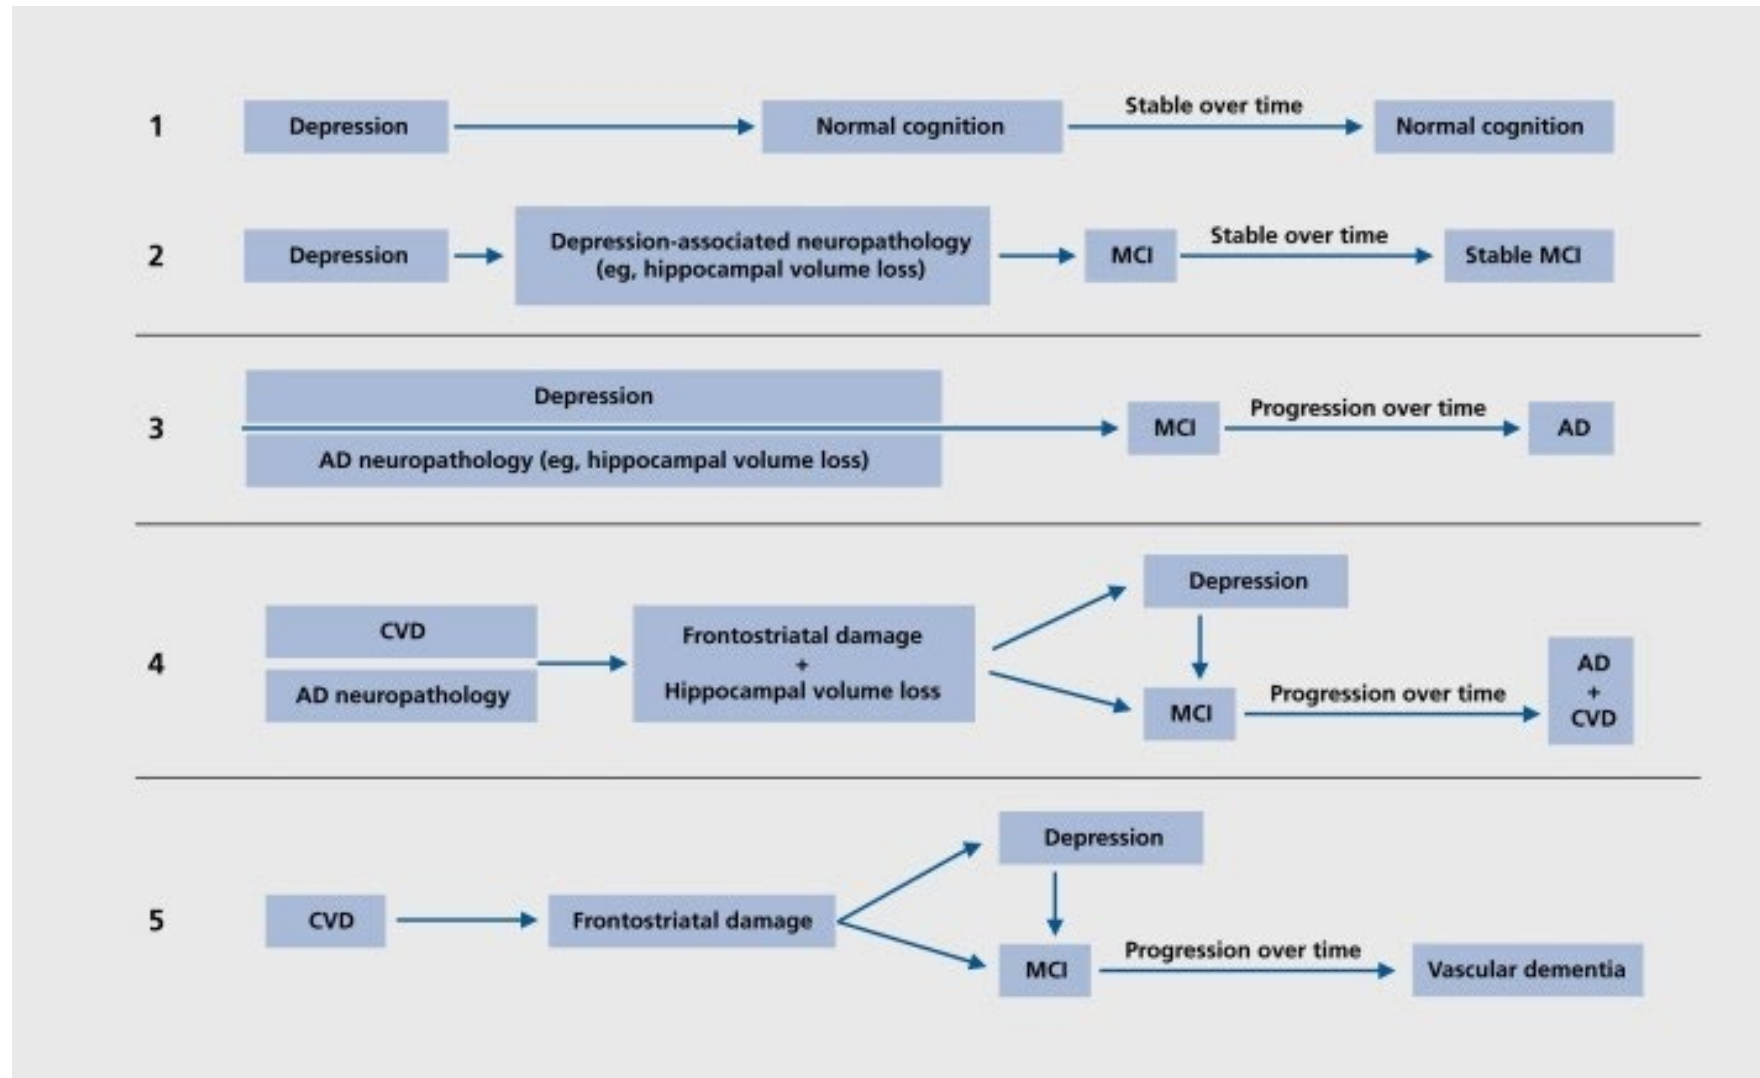 1
Depression
Normal cognition
Stable over time
Normal cognition
2
Depression
Depression-associated neuropathology
(eg, hippocampal volume loss)
MCI
Stable over time
Stable MCI
3
Depression
AD neuropathology (eg, hippocampal volume loss)
MCI
Progression over time
AD
4
CVD
AD neuropathology
Frontostriatal damage
+
Hippocampal volume loss
Depression
MCI
Progression over time
AD
+
CVD
5
CVD
Frontostriatal damage
Depression
MCI
Progression over time
Vascular dementia